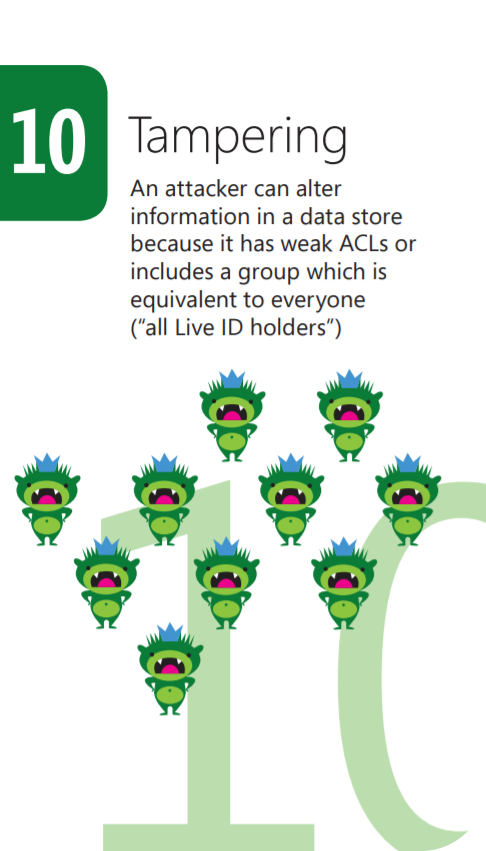 10
Tampering
An attacker can alter
information in a data store
because it has weak ACLs or
includes a group which is
equivalent to everyone
(“all Live ID holders”)
10